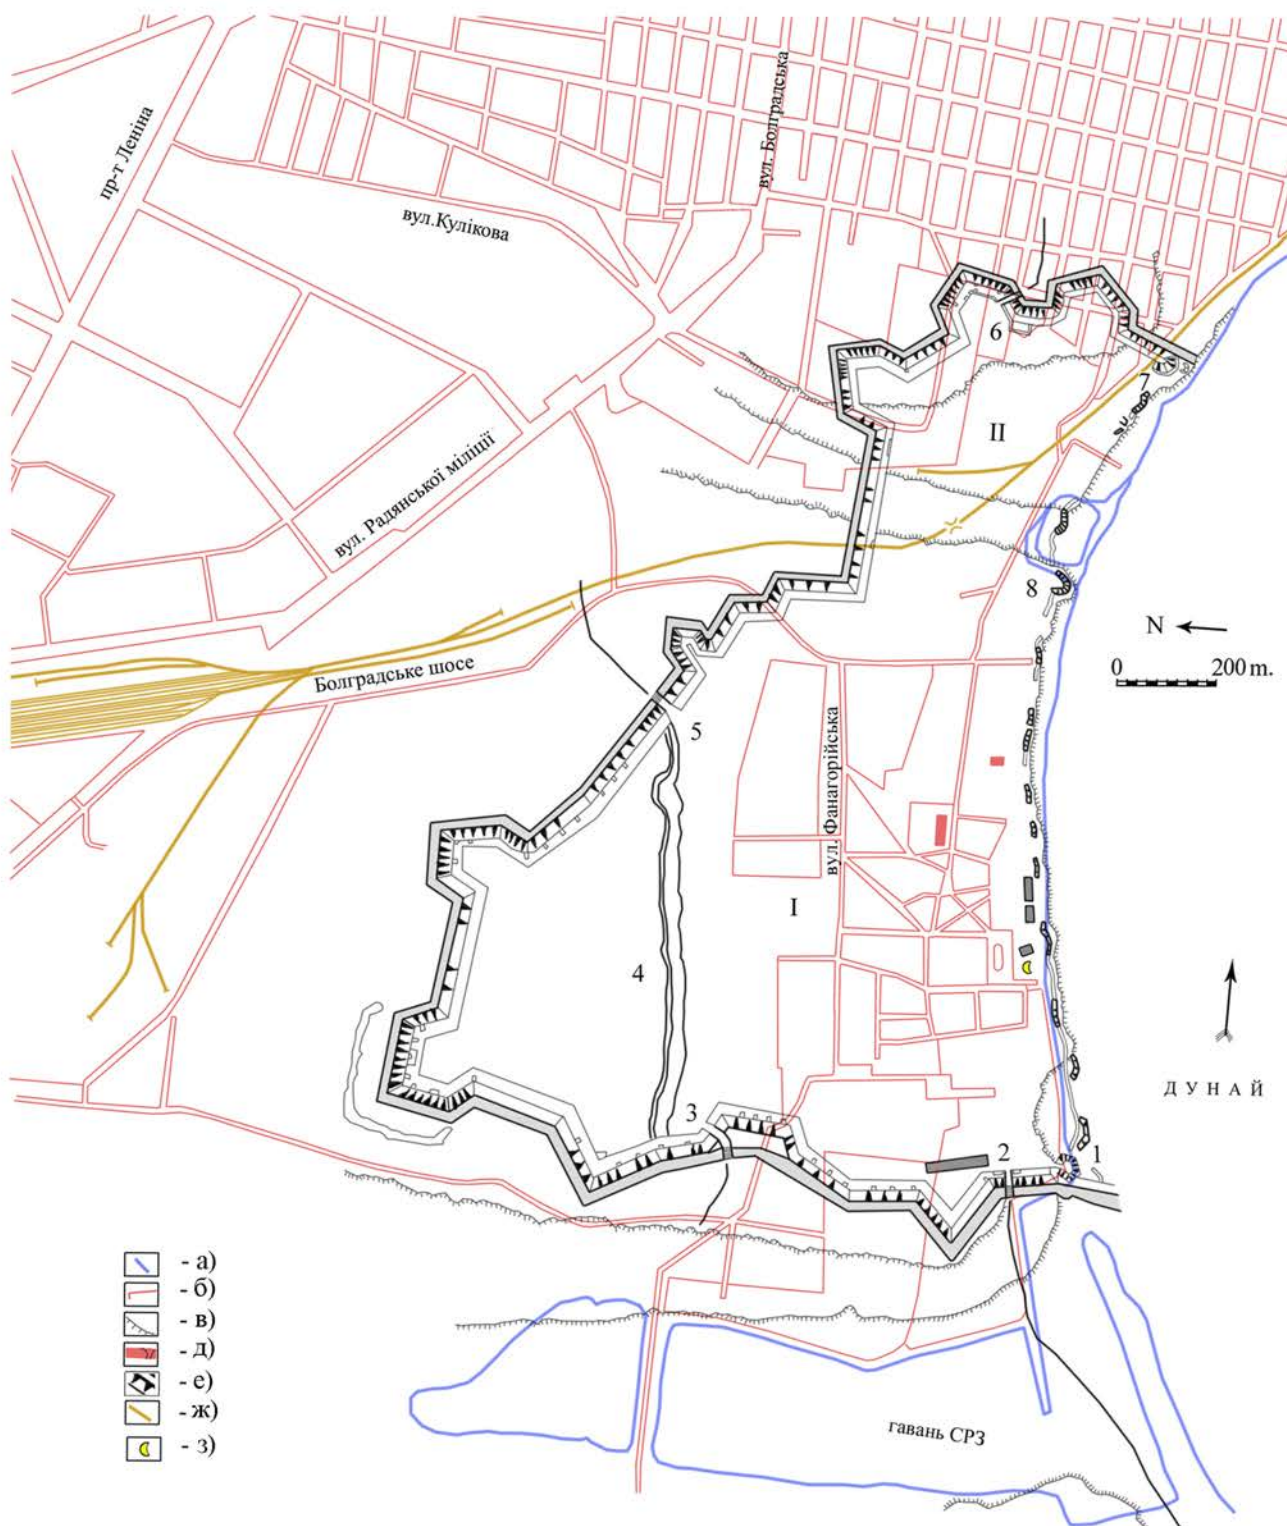 пр-т Леніна
вул. Болградська
вул.Кулікова
6
7
II
вул. Радянської міліції
8
N
0 200 m.
Болградське шосе
5
вул. Фанагорійська
I
4
ДУНАЙ
3
2
1
- а)
- б)
- в)
- д)
- е)
- ж)
- з)
гавань СРЗ